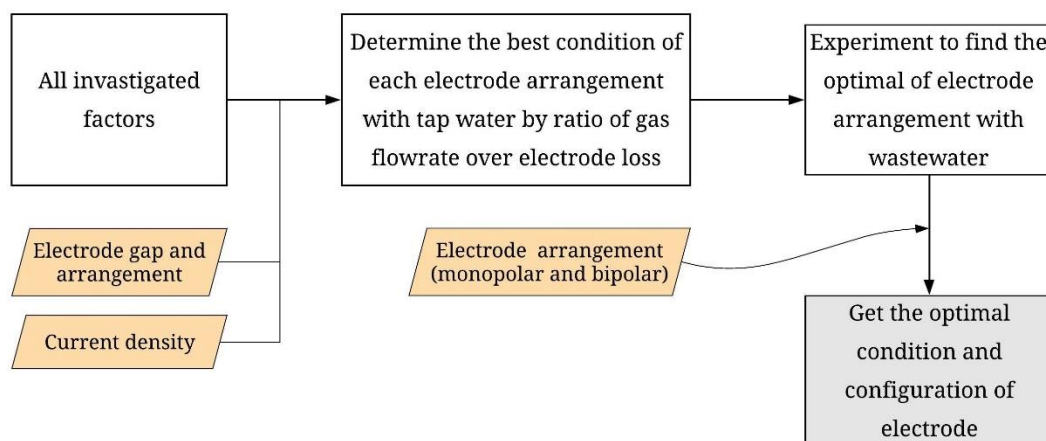 All invastigated
factors
Determine the best condition of
each electrode arrangement
with tap water by ratio of gas
flowrate over electrode loss
Experiment to find the
optimal of electrode
arrangement with
wastewater
Electrode gap and
arrangement
Current density
Electrode arrangement
(monopolar and bipolar)
Get the optimal
condition and
configuration of
electrode